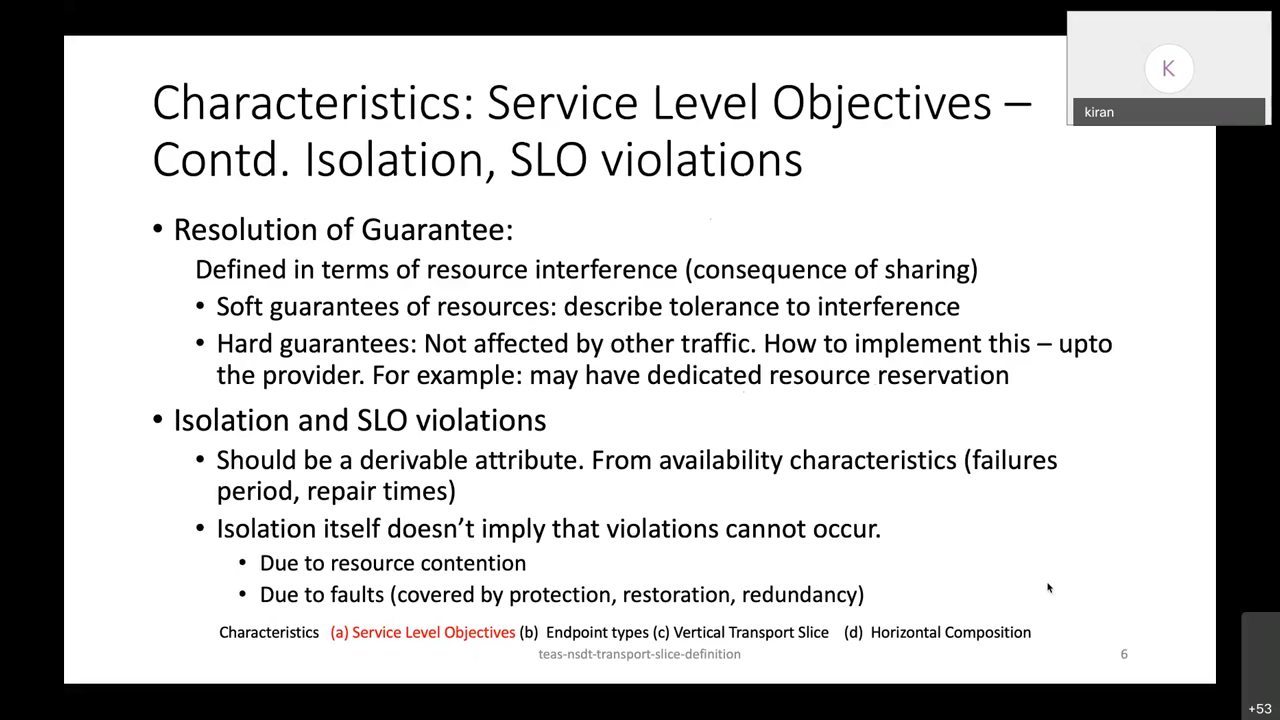 Characteristics: Service Level Objectives –
Contd. Isolation, SLO violations
K
kiran
• Resolution of Guarantee:
Defined in terms of resource interference (consequence of sharing)
• Soft guarantees of resources: describe tolerance to interference
• Hard guarantees: Not affected by other traffic. How to implement this – upto
the provider. For example: may have dedicated resource reservation
• Isolation and SLO violations
• Should be a derivable attribute. From availability characteristics (failures
period, repair times)
• Isolation itself doesn’t imply that violations cannot occur.
• Due to resource contention
• Due to faults (covered by protection, restoration, redundancy)
Characteristics (a) Service Level Objectives (b) Endpoint types (c) Vertical Transport Slice (d) Horizontal Composition
teas-nsdt-transport-slice-definition
6
+53